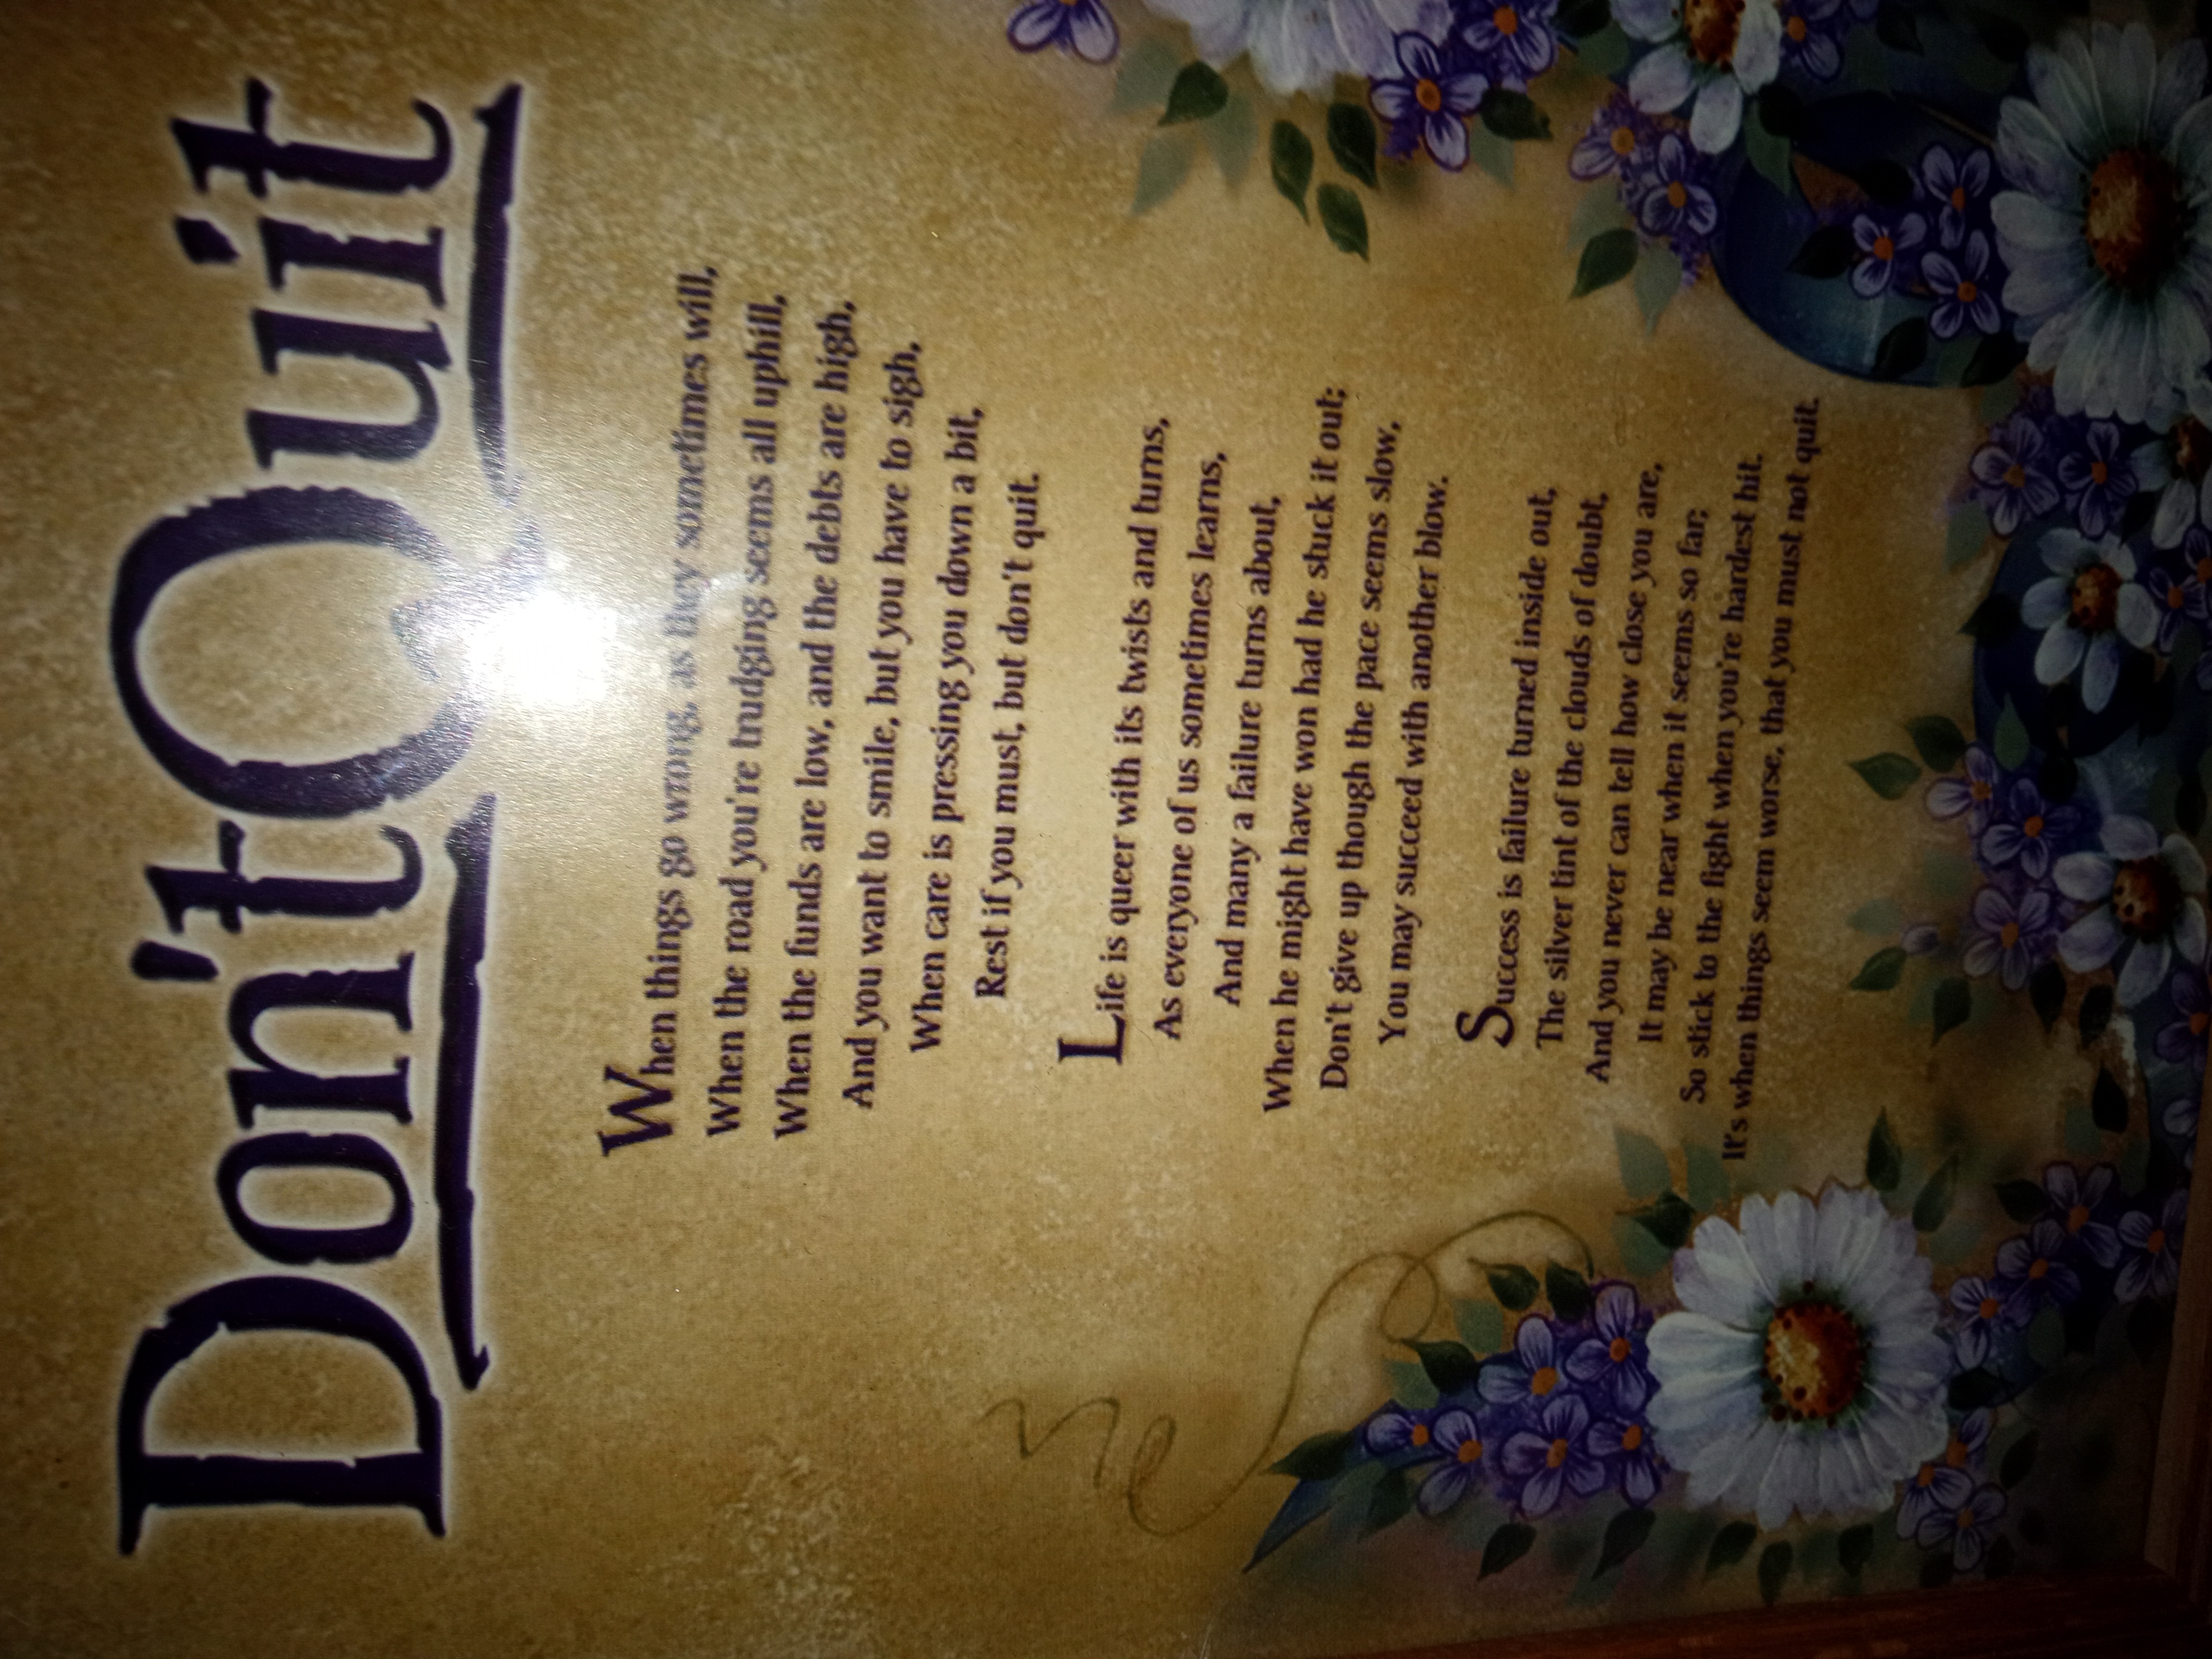 Don't Quit
When things go wrong, as they sometimes will,
When the road you're trudging seems all uphill,
When the funds are low, and the debts are high,
And you want to smile, but you have to sigh,
When care is pressing you down a bit,
Rest if you must, but don't quit.
Life is queer with its twists and turns,
As everyone of us sometimes learns,
And many a failure turns about,
When he might have won had he stuck it out;
Don't give up though the pace seems slow,
You may succeed with another blow.
Success is failure turned inside out,
The silver tint of the clouds of doubt,
And you never can tell how close you are,
It may be near when it seems so far;
So stick to the fight when you're hardest hit.
It's when things seem worse, that you must not quit.